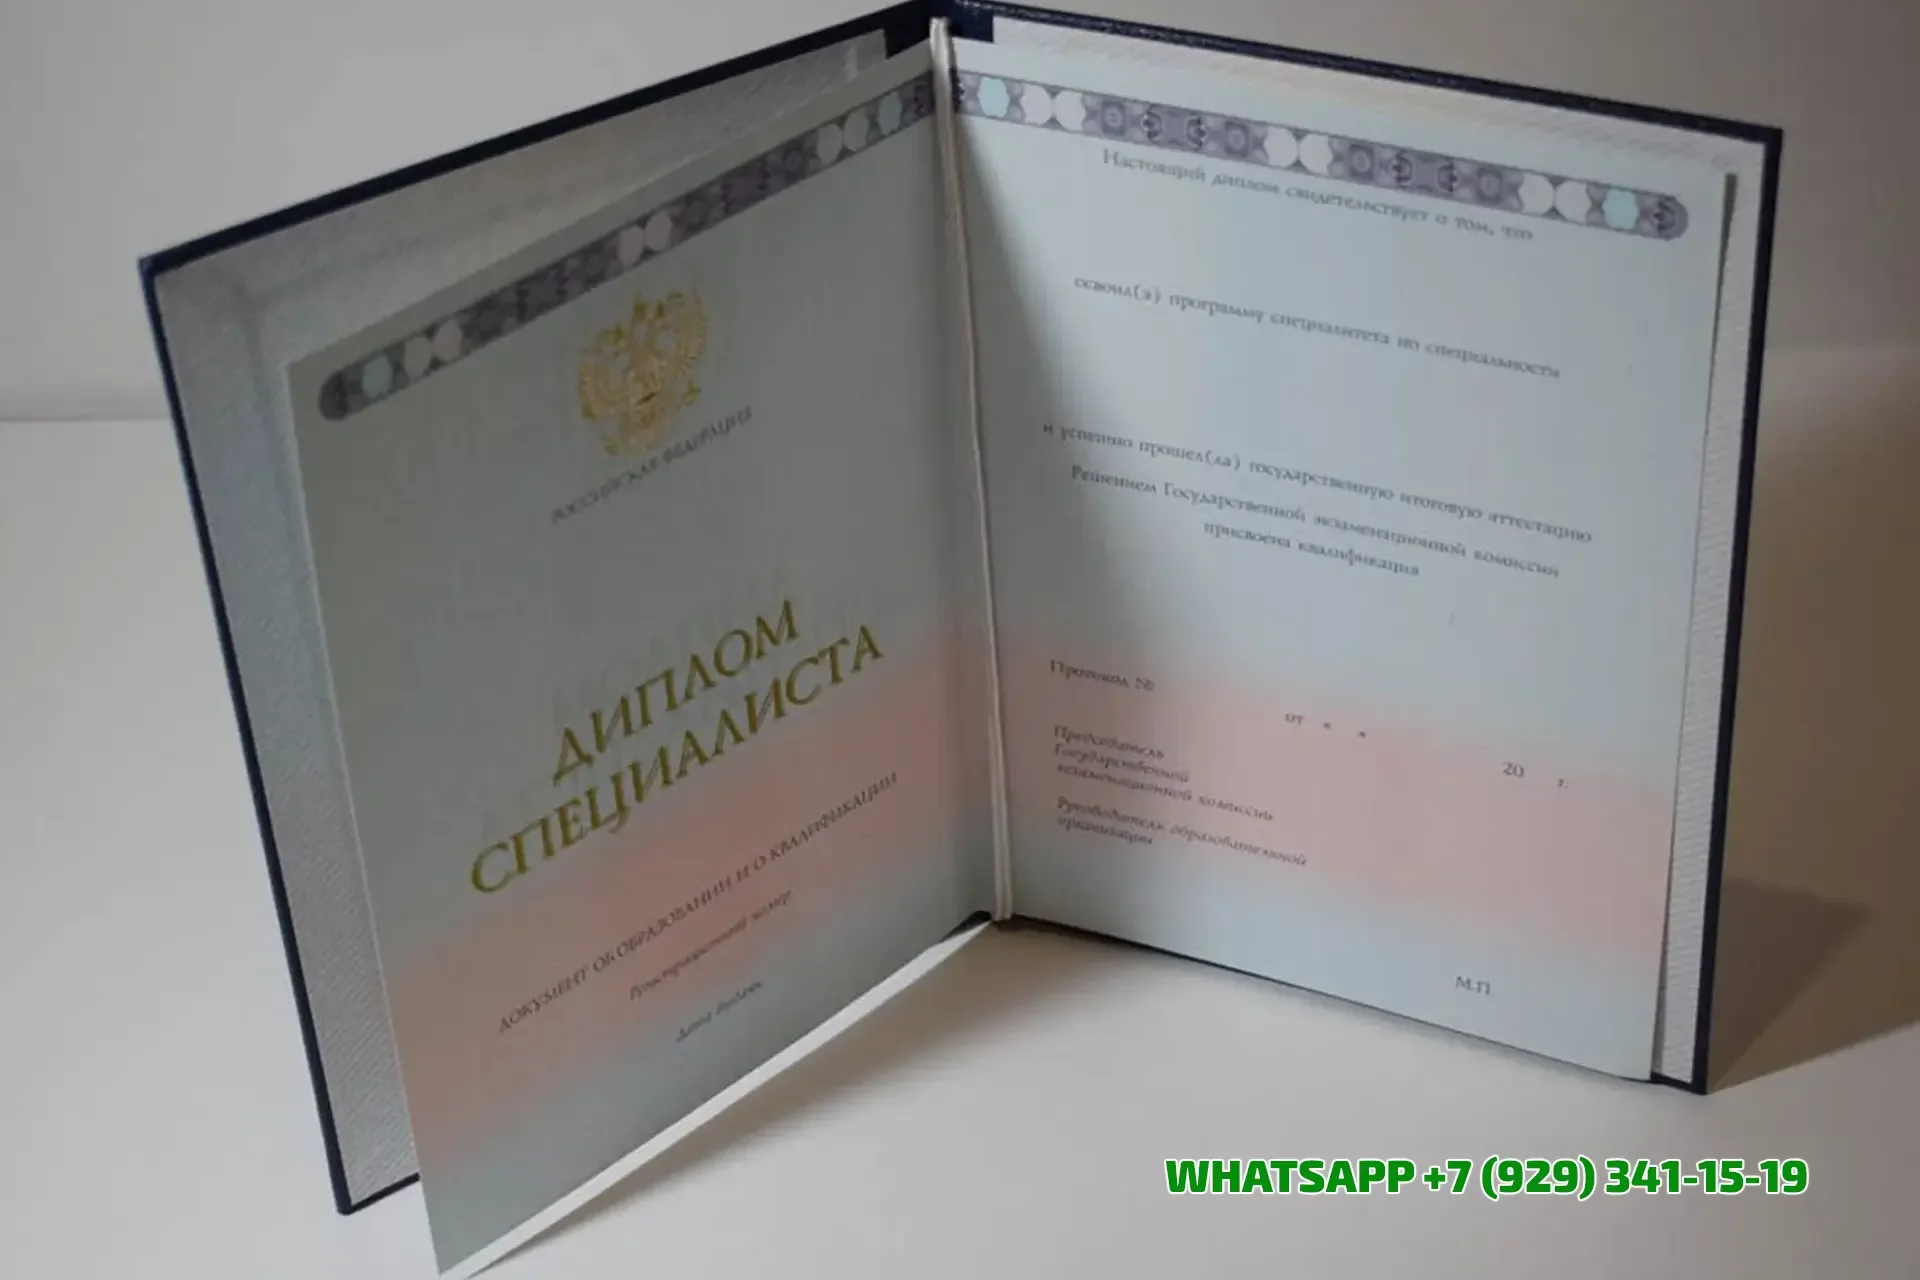 РОССИЙСКАЯ ФЕДЕРАЦИЯ
ДИПЛОМ
СПЕЦИАЛИСТА
ДОКУМЕНТ ОБ ОБРАЗОВАНИИ И О КВАЛИФИКАЦИИ
Регистрационный номер
Дата выдачи
Настоящий диплом свидетельствует о том, что
освоил(а) программу специалитета по специальности
и успешно прошел(ла) государственную итоговую аттестацию
Решением Государственной экзаменационной комиссии
присвоена квалификация
Протокол №
от « » 20 г.
Председатель
Государственной
экзаменационной комиссии
Руководитель образовательной
организации
М.П.
WHATSAPP +7 (929) 341-15-19